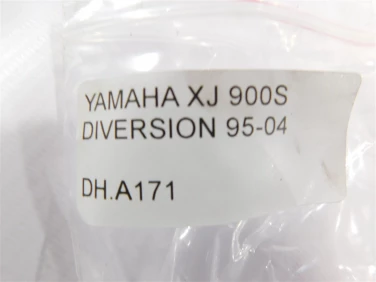 YAMAHA XJ 900S
DIVERSION 95-04
DH.A171